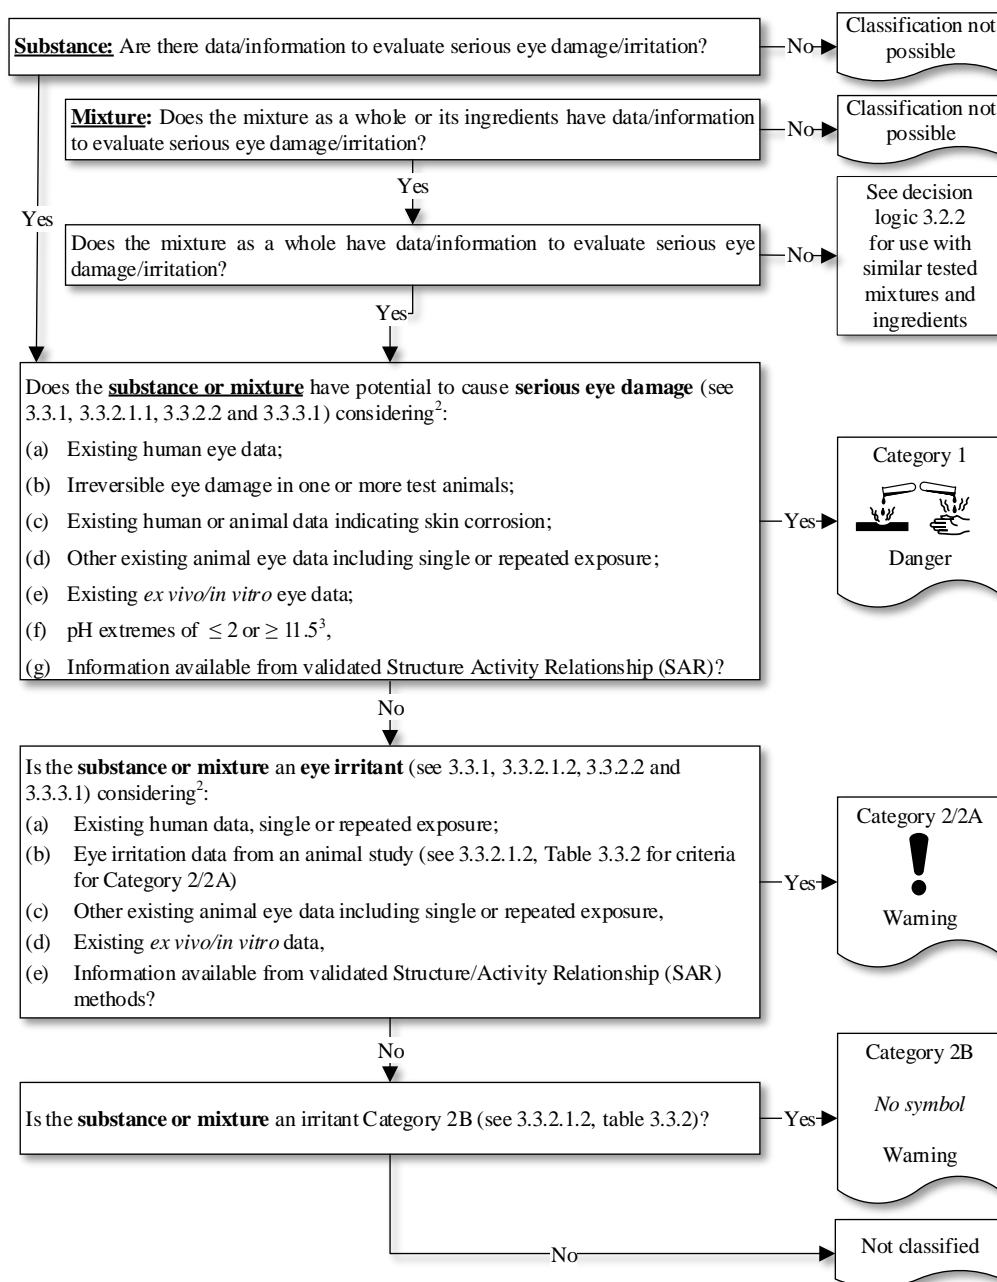 Substance: Are there data/information to evaluate serious eye damage/irritation?
No
Classification not
possible
Mixture: Does the mixture as a whole or its ingredients have data/information
to evaluate serious eye damage/irritation?
No
Classification not
possible
Yes
Yes
Does the mixture as a whole have data/information to evaluate serious eye
damage/irritation?
No
See decision
logic 3.2.2
for use with
similar tested
mixtures and
ingredients
Yes
Does the substance or mixture have potential to cause serious eye damage (see
3.3.1, 3.3.2.1.1, 3.3.2.2 and 3.3.3.1) considering²:
(a) Existing human eye data;
(b) Irreversible eye damage in one or more test animals;
(c) Existing human or animal data indicating skin corrosion;
(d) Other existing animal eye data including single or repeated exposure;
(e) Existing ex vivo/in vitro eye data;
(f) pH extremes of ≤ 2 or ≥ 11.5³,
(g) Information available from validated Structure Activity Relationship (SAR)?
Yes
Category 1
Danger
No
Is the substance or mixture an eye irritant (see 3.3.1, 3.3.2.1.2, 3.3.2.2 and
3.3.3.1) considering²:
(a) Existing human data, single or repeated exposure;
(b) Eye irritation data from an animal study (see 3.3.2.1.2, Table 3.3.2 for criteria
for Category 2/2A)
(c) Other existing animal eye data including single or repeated exposure,
(d) Existing ex vivo/in vitro data,
(e) Information available from validated Structure/Activity Relationship (SAR)
methods?
Yes
Category 2/2A
Warning
No
Is the substance or mixture an irritant Category 2B (see 3.3.2.1.2, table 3.3.2)?
Yes
Category 2B
No symbol
Warning
No
Not classified